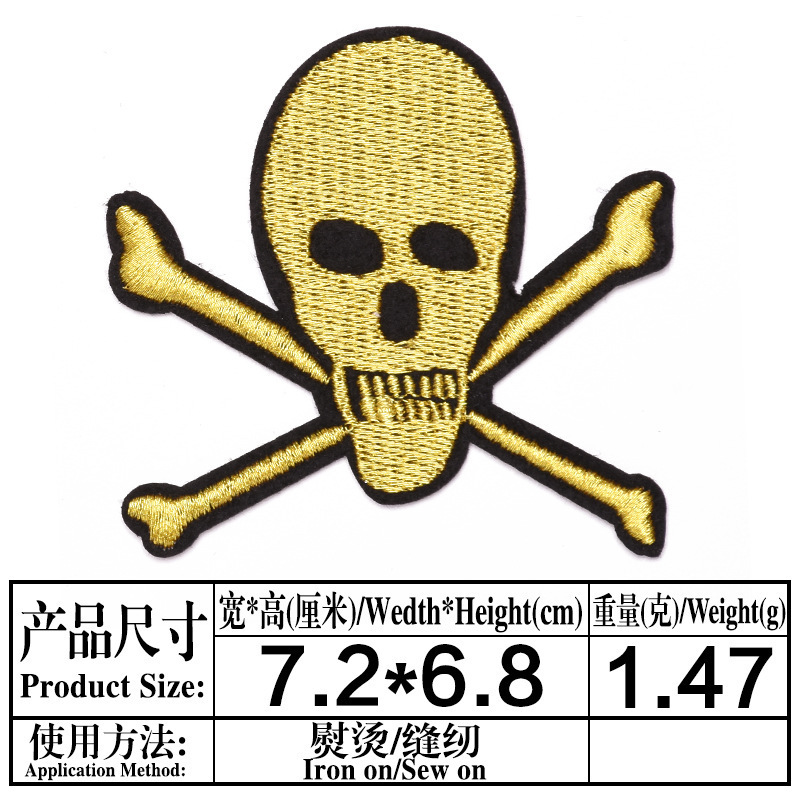 产品尺寸
Product Size:
宽*高(厘米)/Wedth*Height(cm)
7.2*6.8
重量(克)/Weight(g)
1.47
使用方法:
Application Method:
熨烫/缝纫
Iron on/Sew on